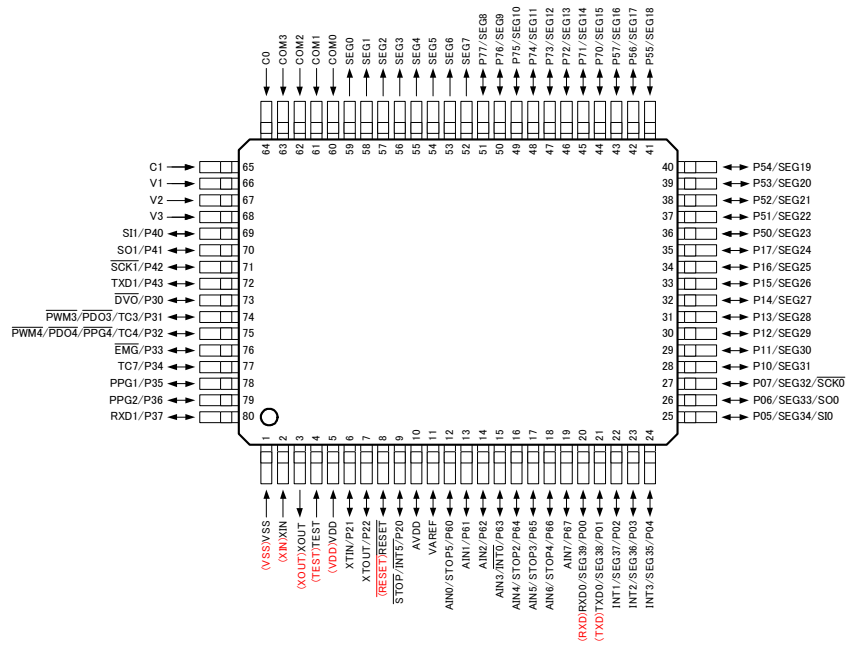 C0
COM3
COM2
COM1
COM0
SEG0
SEG1
SEG2
SEG3
SEG4
SEG5
SEG6
SEG7
P77/SEG8
P76/SEG9
P75/SEG10
P74/SEG11
P73/SEG12
P72/SEG13
P71/SEG14
P70/SEG15
P57/SEG16
P56/SEG17
P55/SEG18
64
63
62
61
60
59
58
57
56
55
54
53
52
51
50
49
48
47
46
45
44
43
42
41
C1 65
V1 66
V2 67
V3 68
SI1/P40 69
SO1/P41 70
SCK1/P42 71
TXD1/P43 72
DVO/P30 73
PWM3/PDO3/TC3/P31 74
PWM4/PDO4/PPG4/TC4/P32 75
EMG/P33 76
TC7/P34 77
PPG1/P35 78
PPG2/P36 79
RXD1/P37 80
40 P54/SEG19
39 P53/SEG20
38 P52/SEG21
37 P51/SEG22
36 P50/SEG23
35 P17/SEG24
34 P16/SEG25
33 P15/SEG26
32 P14/SEG27
31 P13/SEG28
30 P12/SEG29
29 P11/SEG30
28 P10/SEG31
27 P07/SEG32/SCK0
26 P06/SEG33/SO0
25 P05/SEG34/SI0
1
2
3
4
5
6
7
8
9
10
11
12
13
14
15
16
17
18
19
20
21
22
23
24
(VSS)VSS
(XIN)XIN
(XOUT)XOUT
(TEST)TEST
(VDD)VDD
XTIN/P21
XTOUT/P22
(RESET)RESET
STOP/INT5/P20
AVDD
VAREF
AIN0/STOP5/P60
AIN1/P61
AIN2/P62
AIN3/INT0/P63
AIN4/STOP2/P64
AIN5/STOP3/P65
AIN6/STOP4/P66
AIN7/P67
(RXD)RXD0/SEG39/P00
(TXD)TXD0/SEG38/P01
INT1/SEG37/P02
INT2/SEG36/P03
INT3/SEG35/P04